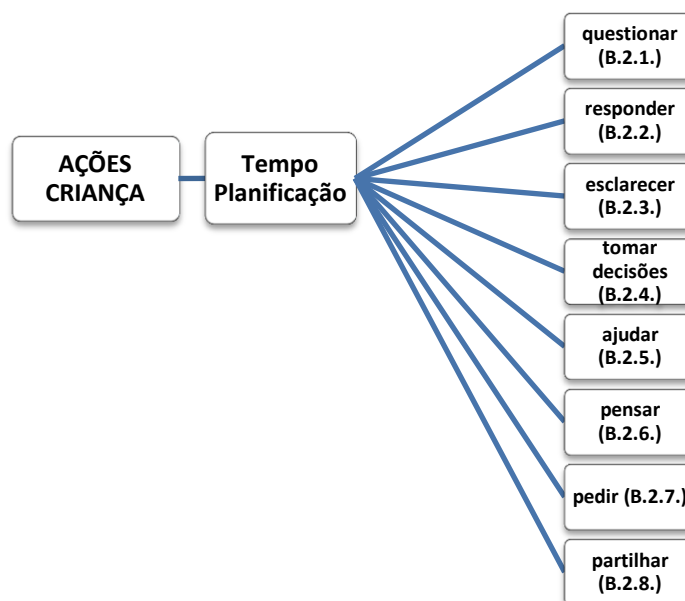 AÇÕES
CRIANÇA
Tempo
Planificação
questionar
(B.2.1.)
responder
(B.2.2.)
esclarecer
(B.2.3.)
tomar
decisões
(B.2.4.)
ajudar
(B.2.5.)
pensar
(B.2.6.)
pedir (B.2.7.)
partilhar
(B.2.8.)